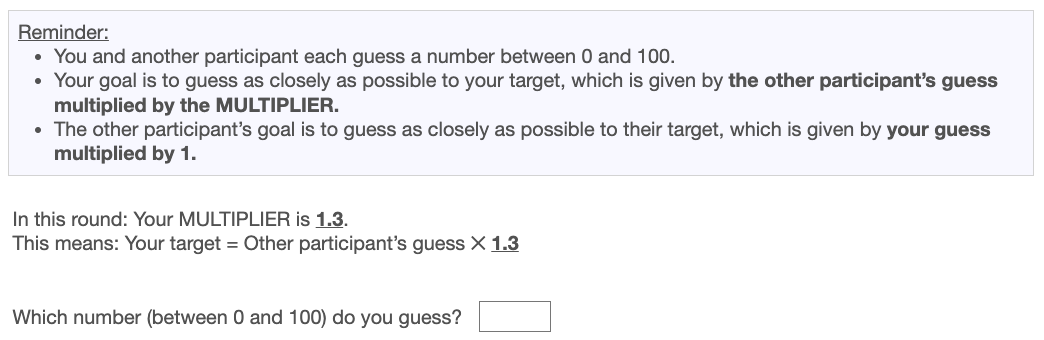 Reminder:
• You and another participant each guess a number between 0 and 100.
• Your goal is to guess as closely as possible to your target, which is given by the other participant's guess
multiplied by the MULTIPLIER.
• The other participant's goal is to guess as closely as possible to their target, which is given by your guess
multiplied by 1.
In this round: Your MULTIPLIER is 1.3.
This means: Your target = Other participant's guess × 1.3
Which number (between 0 and 100) do you guess?